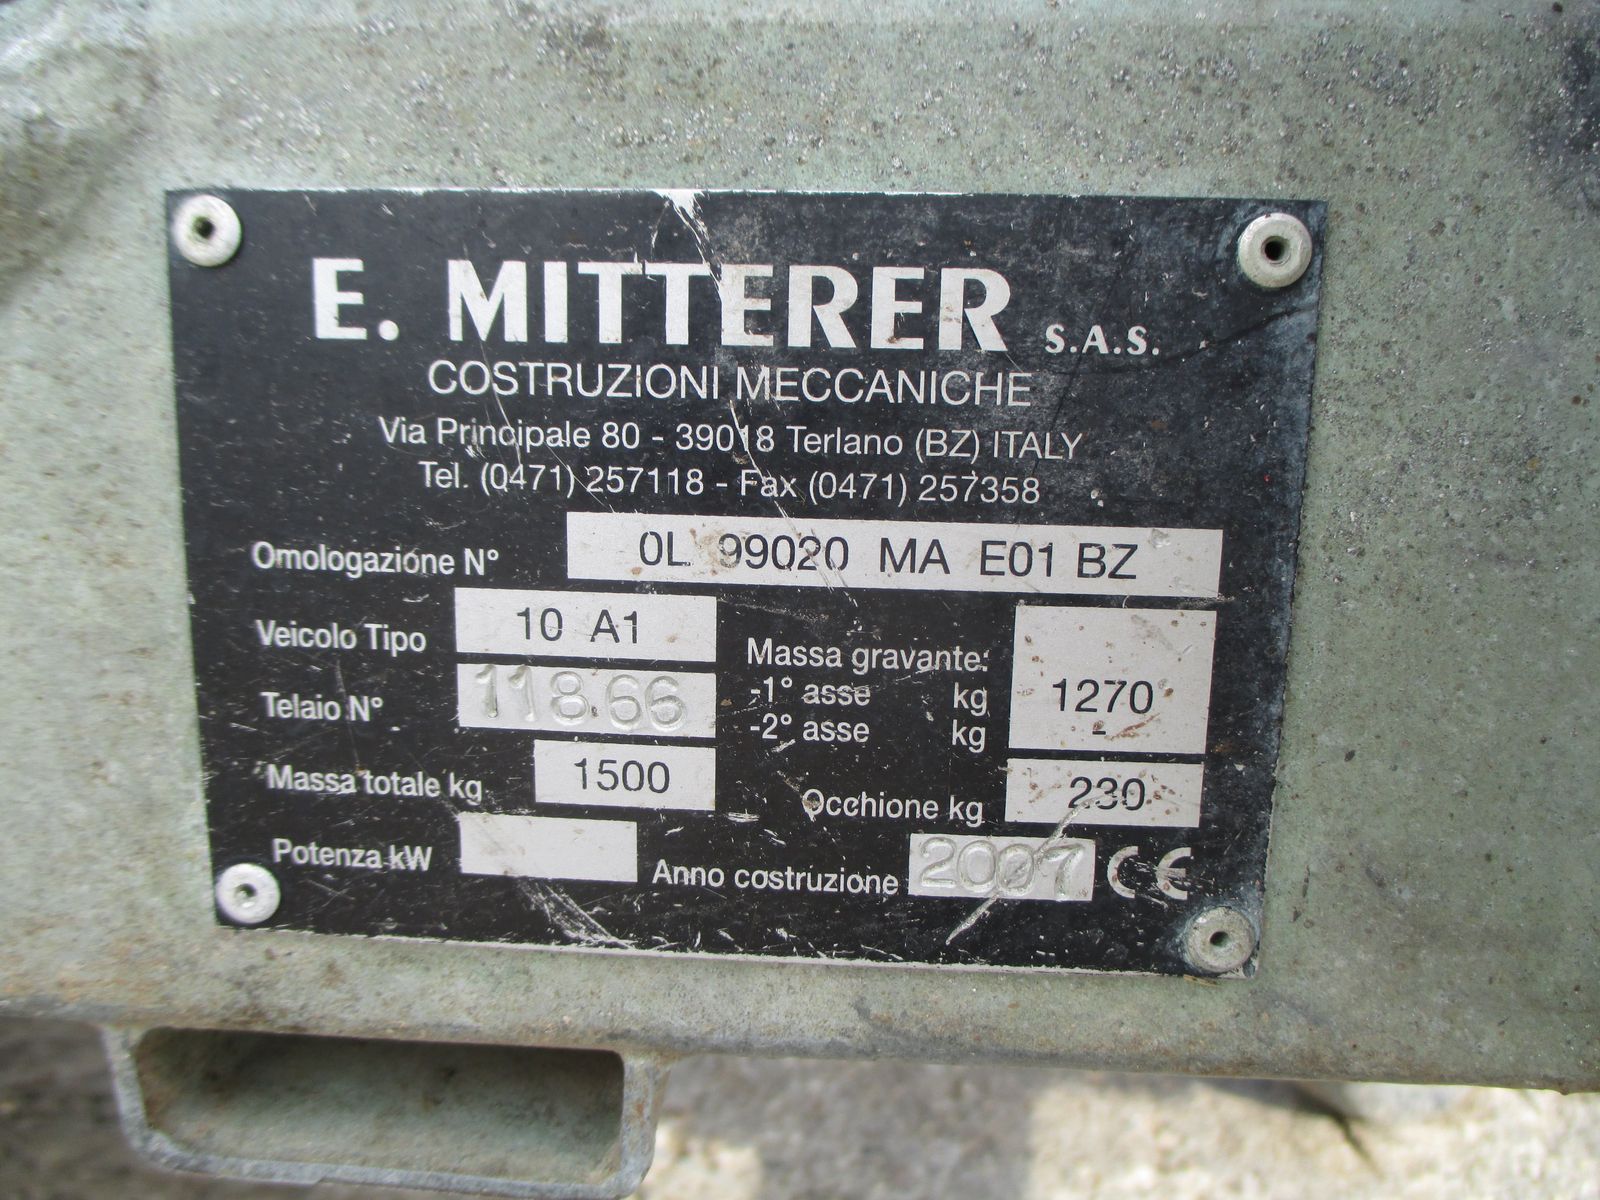 E. MITTERER S.A.S.
COSTRUZIONI MECCANICHE
Via Principale 80 - 39018 Terlano (BZ) ITALY
Tel. (0471) 257118 - Fax (0471) 257358
Omologazione N° 0L 99020 MA E01 BZ
Veicolo Tipo 10 A1
Telaio N° 118.66
Massa totale kg 1500
Potenza kW
Massa gravante:
-1° asse kg 1270
-2° asse kg -
Occhione kg 230
Anno costruzione 2007 CE